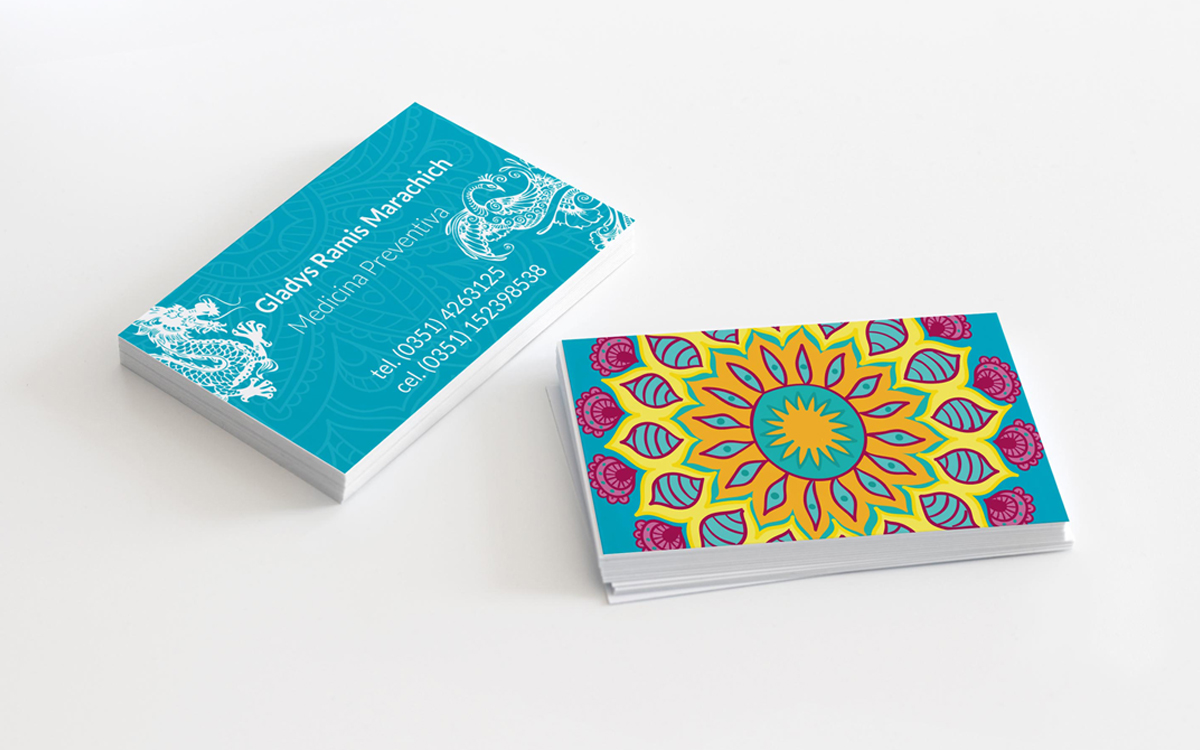 Gladys Ramis Marachich
Medicina Preventiva
tel. (0351) 4263125
cel. (0351) 152398538